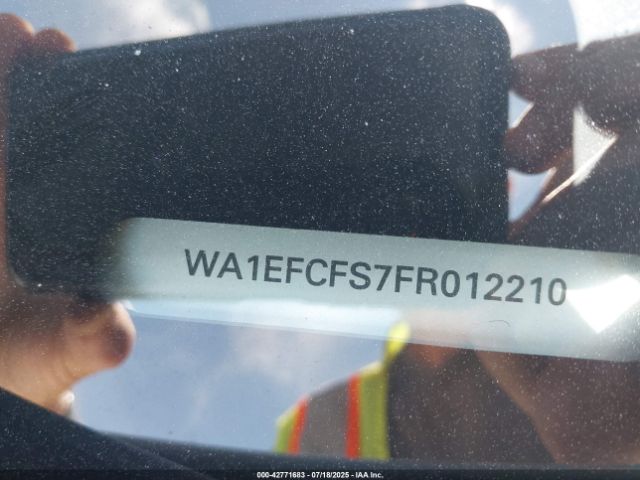 WA1EFCFS7FR012210
000-42771683 / 07/18/2025 - IAA Inc.